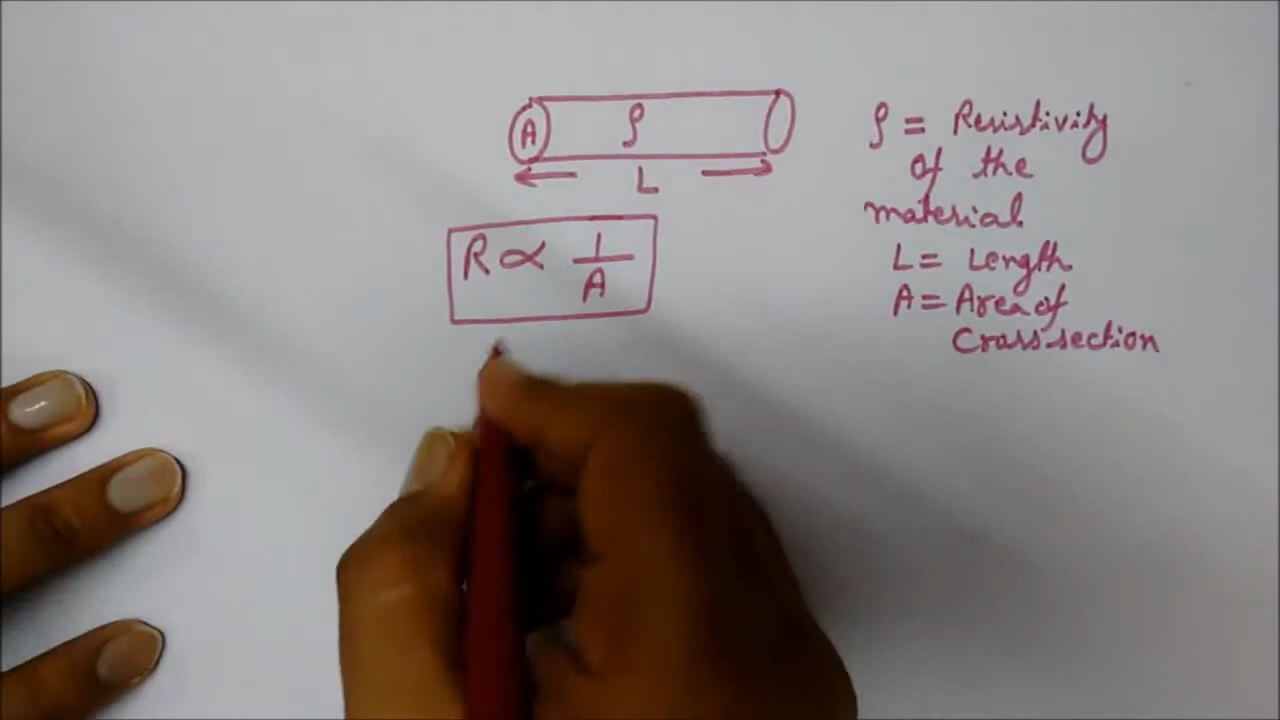 A ρ
L
R ∝ 1/A
ρ = Resistivity
of the
material
L = Length
A = Area of
Cross-section